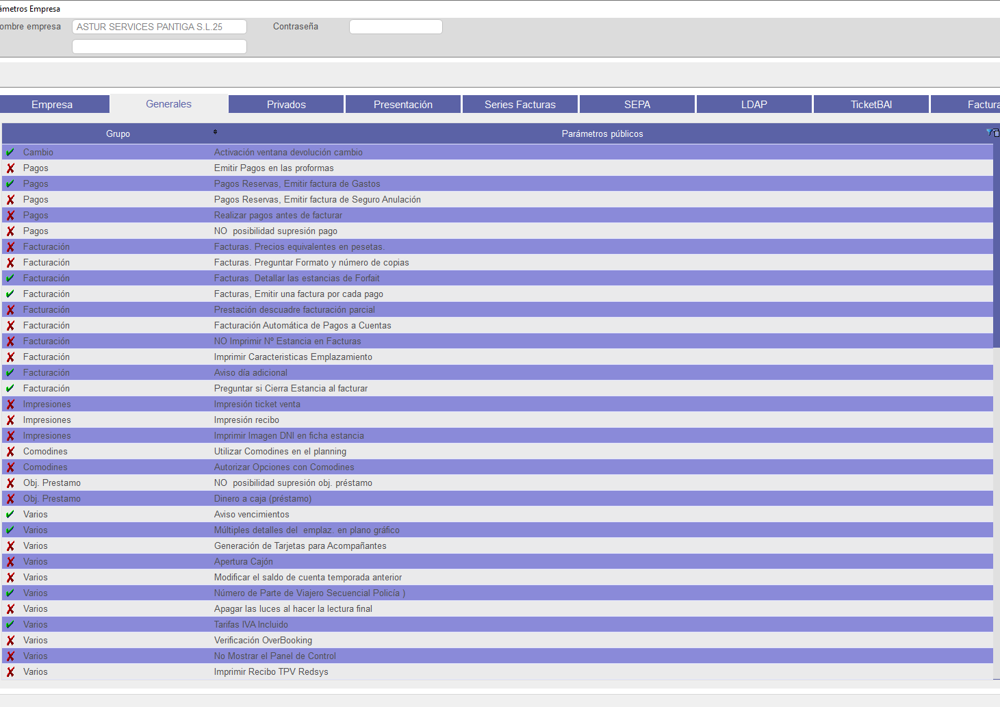 ámetros Empresa
ombre empresa ASTUR SERVICES PANTIGA S.L.25 Contraseña
Empresa Generales Privados Presentación Series Facturas SEPA LDAP TicketBAI Factura
Grupo Parámetros públicos
Cambio Activación ventana devolución cambio
Pagos Emitir Pagos en las proformas
Pagos Pagos Reservas, Emitir factura de Gastos
Pagos Pagos Reservas, Emitir factura de Seguro Anulación
Pagos Realizar pagos antes de facturar
Pagos NO  posibilidad supresión pago
Facturación Facturas. Precios equivalentes en pesetas.
Facturación Facturas. Preguntar Formato y número de copias
Facturación Facturas. Detallar las estancias de Forfait
Facturación Facturas, Emitir una factura por cada pago
Facturación Prestación descuadre facturación parcial
Facturación Facturación Automática de Pagos a Cuentas
Facturación NO Imprimir Nº Estancia en Facturas
Facturación Imprimir Caracteristicas Emplazamiento
Facturación Aviso día adicional
Facturación Preguntar si Cierra Estancia al facturar
Impresiones Impresión ticket venta
Impresiones Impresión recibo
Impresiones Imprimir Imagen DNI en ficha estancia
Comodines Utilizar Comodines en el planning
Comodines Autorizar Opciones con Comodines
Obj. Prestamo NO  posibilidad supresión obj. préstamo
Obj. Prestamo Dinero a caja (préstamo)
Varios Aviso vencimientos
Varios Múltiples detalles del  emplaz. en plano gráfico
Varios Generación de Tarjetas para Acompañantes
Varios Apertura Cajón
Varios Modificar el saldo de cuenta temporada anterior
Varios Número de Parte de Viajero Secuencial Policía )
Varios Apagar las luces al hacer la lectura final
Varios Tarifas IVA Incluido
Varios Verificación OverBooking
Varios No Mostrar el Panel de Control
Varios Imprimir Recibo TPV Redsys